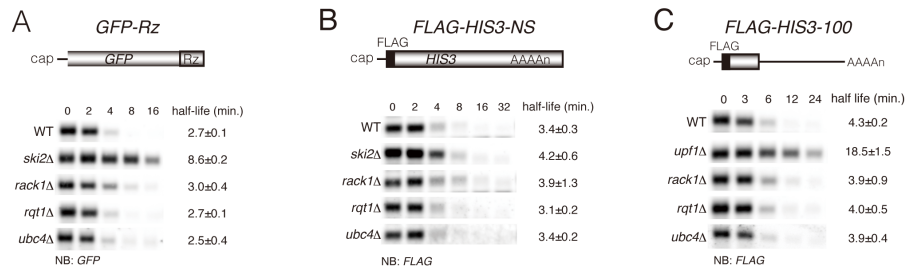 A
GFP-Rz
cap GFP Rz
0 2 4 8 16 half-life (min.)
WT 2.7±0.1
ski2Δ 8.6±0.2
rack1Δ 3.0±0.4
rqt1Δ 2.7±0.1
ubc4Δ 2.5±0.4
NB: GFP
B
FLAG-HIS3-NS
FLAG
cap HIS3 AAAAn
0 2 4 8 16 32 half-life (min.)
WT 3.4±0.3
ski2Δ 4.2±0.6
rack1Δ 3.9±1.3
rqt1Δ 3.1±0.2
ubc4Δ 3.4±0.2
NB: FLAG
C
FLAG-HIS3-100
FLAG
cap AAAAn
0 3 6 12 24 half life (min.)
WT 4.3±0.2
upf1Δ 18.5±1.5
rack1Δ 3.9±0.9
rqt1Δ 4.0±0.5
ubc4Δ 3.9±0.4
NB: FLAG